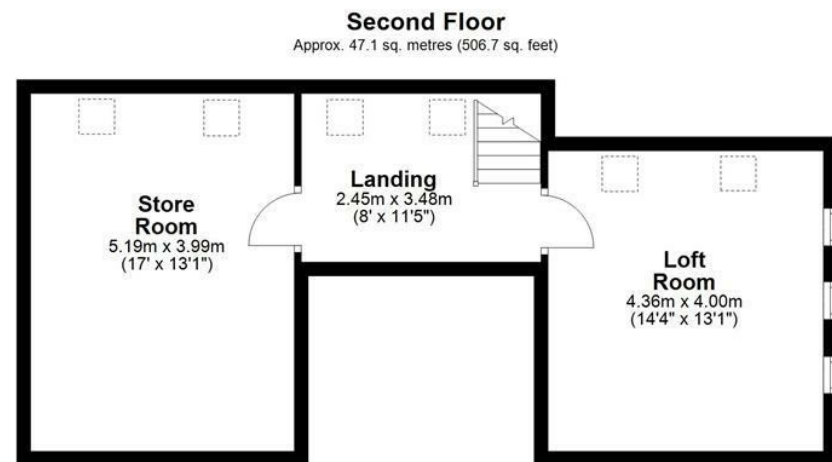 Second Floor
Approx. 47.1 sq. metres (506.7 sq. feet)
Store
Room
5.19m x 3.99m
(17' x 13'1")
Landing
2.45m x 3.48m
(8' x 11'5")
Loft
Room
4.36m x 4.00m
(14'4" x 13'1")